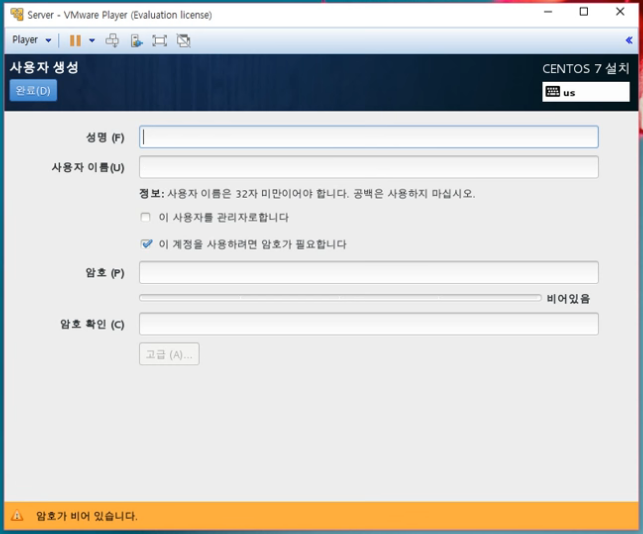 Server - VMware Player (Evaluation license)
Player
사용자 생성
CENTOS 7 설치
완료(D)
us
성명 (F)
사용자 이름(U)
정보: 사용자 이름은 32자 미만이어야 합니다. 공백은 사용하지 마십시오.
이 사용자를 관리자로합니다
이 계정을 사용하려면 암호가 필요합니다
암호 (P)
비어있음
암호 확인 (C)
고급 (A)...
암호가 비어 있습니다.